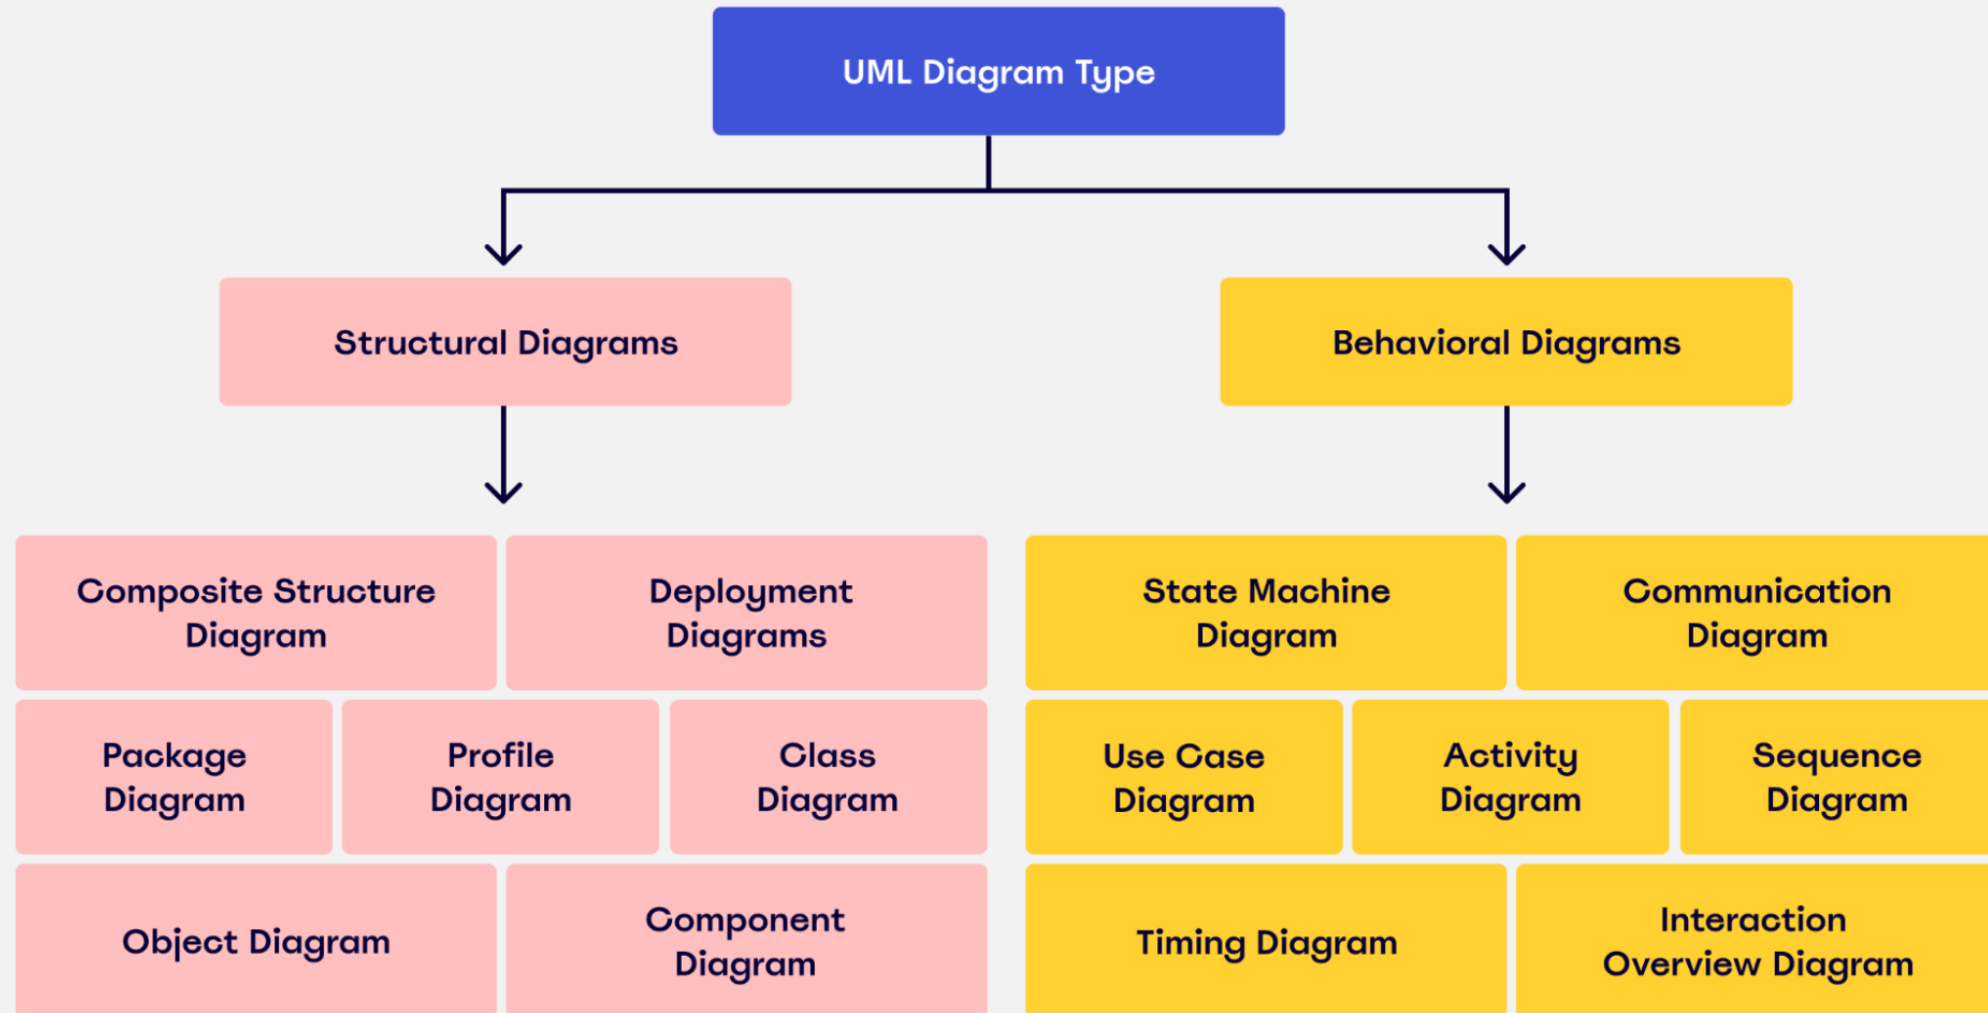 UML Diagram Type
Structural Diagrams
Behavioral Diagrams
Composite Structure
Diagram
Deployment
Diagrams
State Machine
Diagram
Communication
Diagram
Package
Diagram
Profile
Diagram
Class
Diagram
Use Case
Diagram
Activity
Diagram
Sequence
Diagram
Object Diagram
Component
Diagram
Timing Diagram
Interaction
Overview Diagram